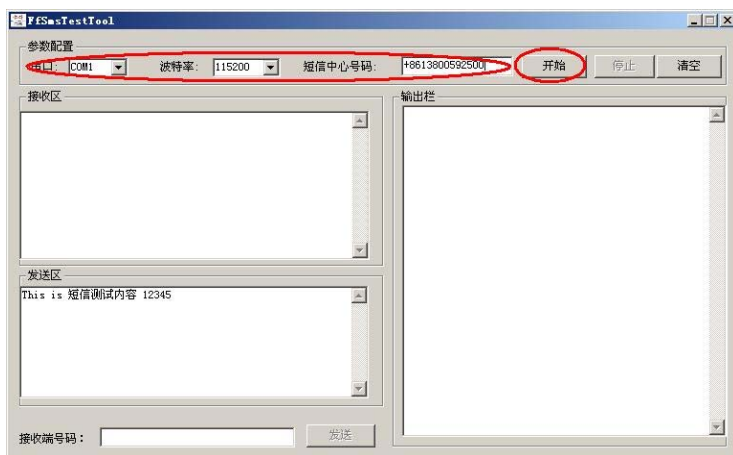 FfSmsTestTool
参数配置
串口: COM1 波特率: 115200 短信中心号码: +8613800592500 开始 停止 清空
接收区 输出栏
发送区
This is 短信测试内容 12345
接收端号码: 发送